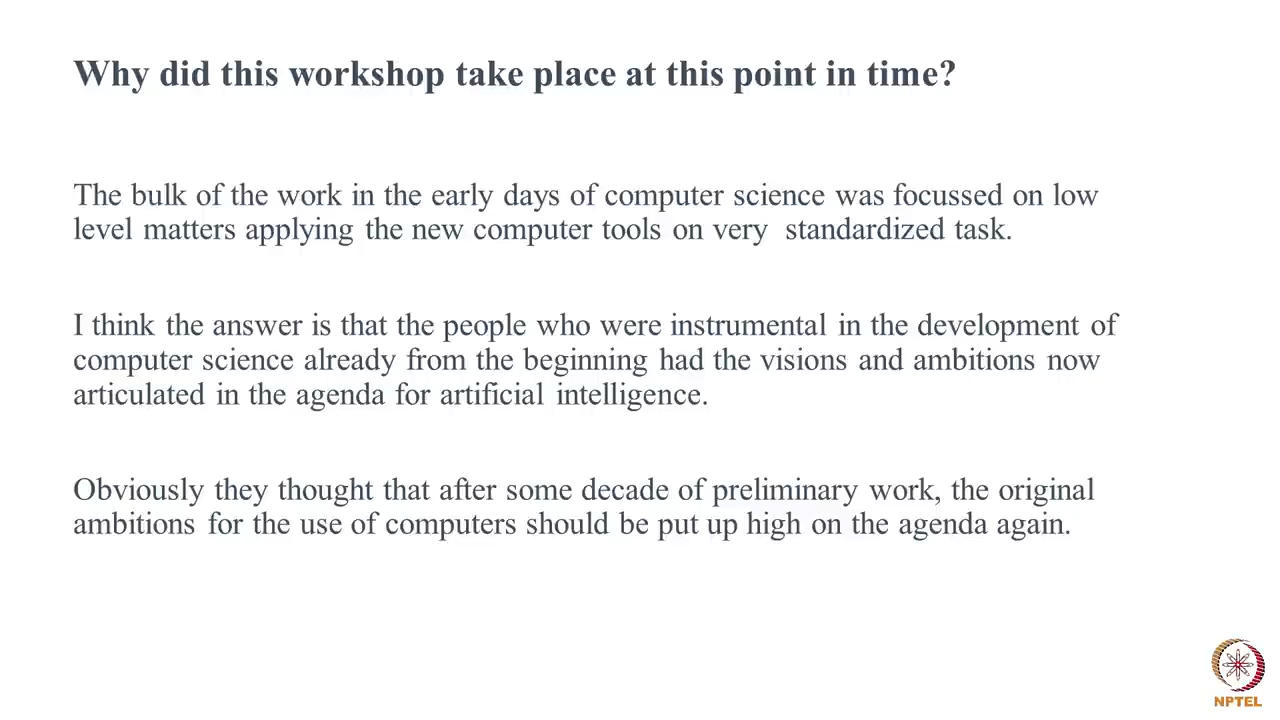 Why did this workshop take place at this point in time?
The bulk of the work in the early days of computer science was focussed on low
level matters applying the new computer tools on very standardized task.
I think the answer is that the people who were instrumental in the development of
computer science already from the beginning had the visions and ambitions now
articulated in the agenda for artificial intelligence.
Obviously they thought that after some decade of preliminary work, the original
ambitions for the use of computers should be put up high on the agenda again.
NPTEL